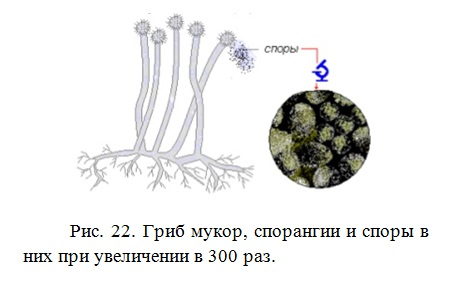 споры
Рис. 22. Гриб мукор, спорангии и споры в
них при увеличении в 300 раз.